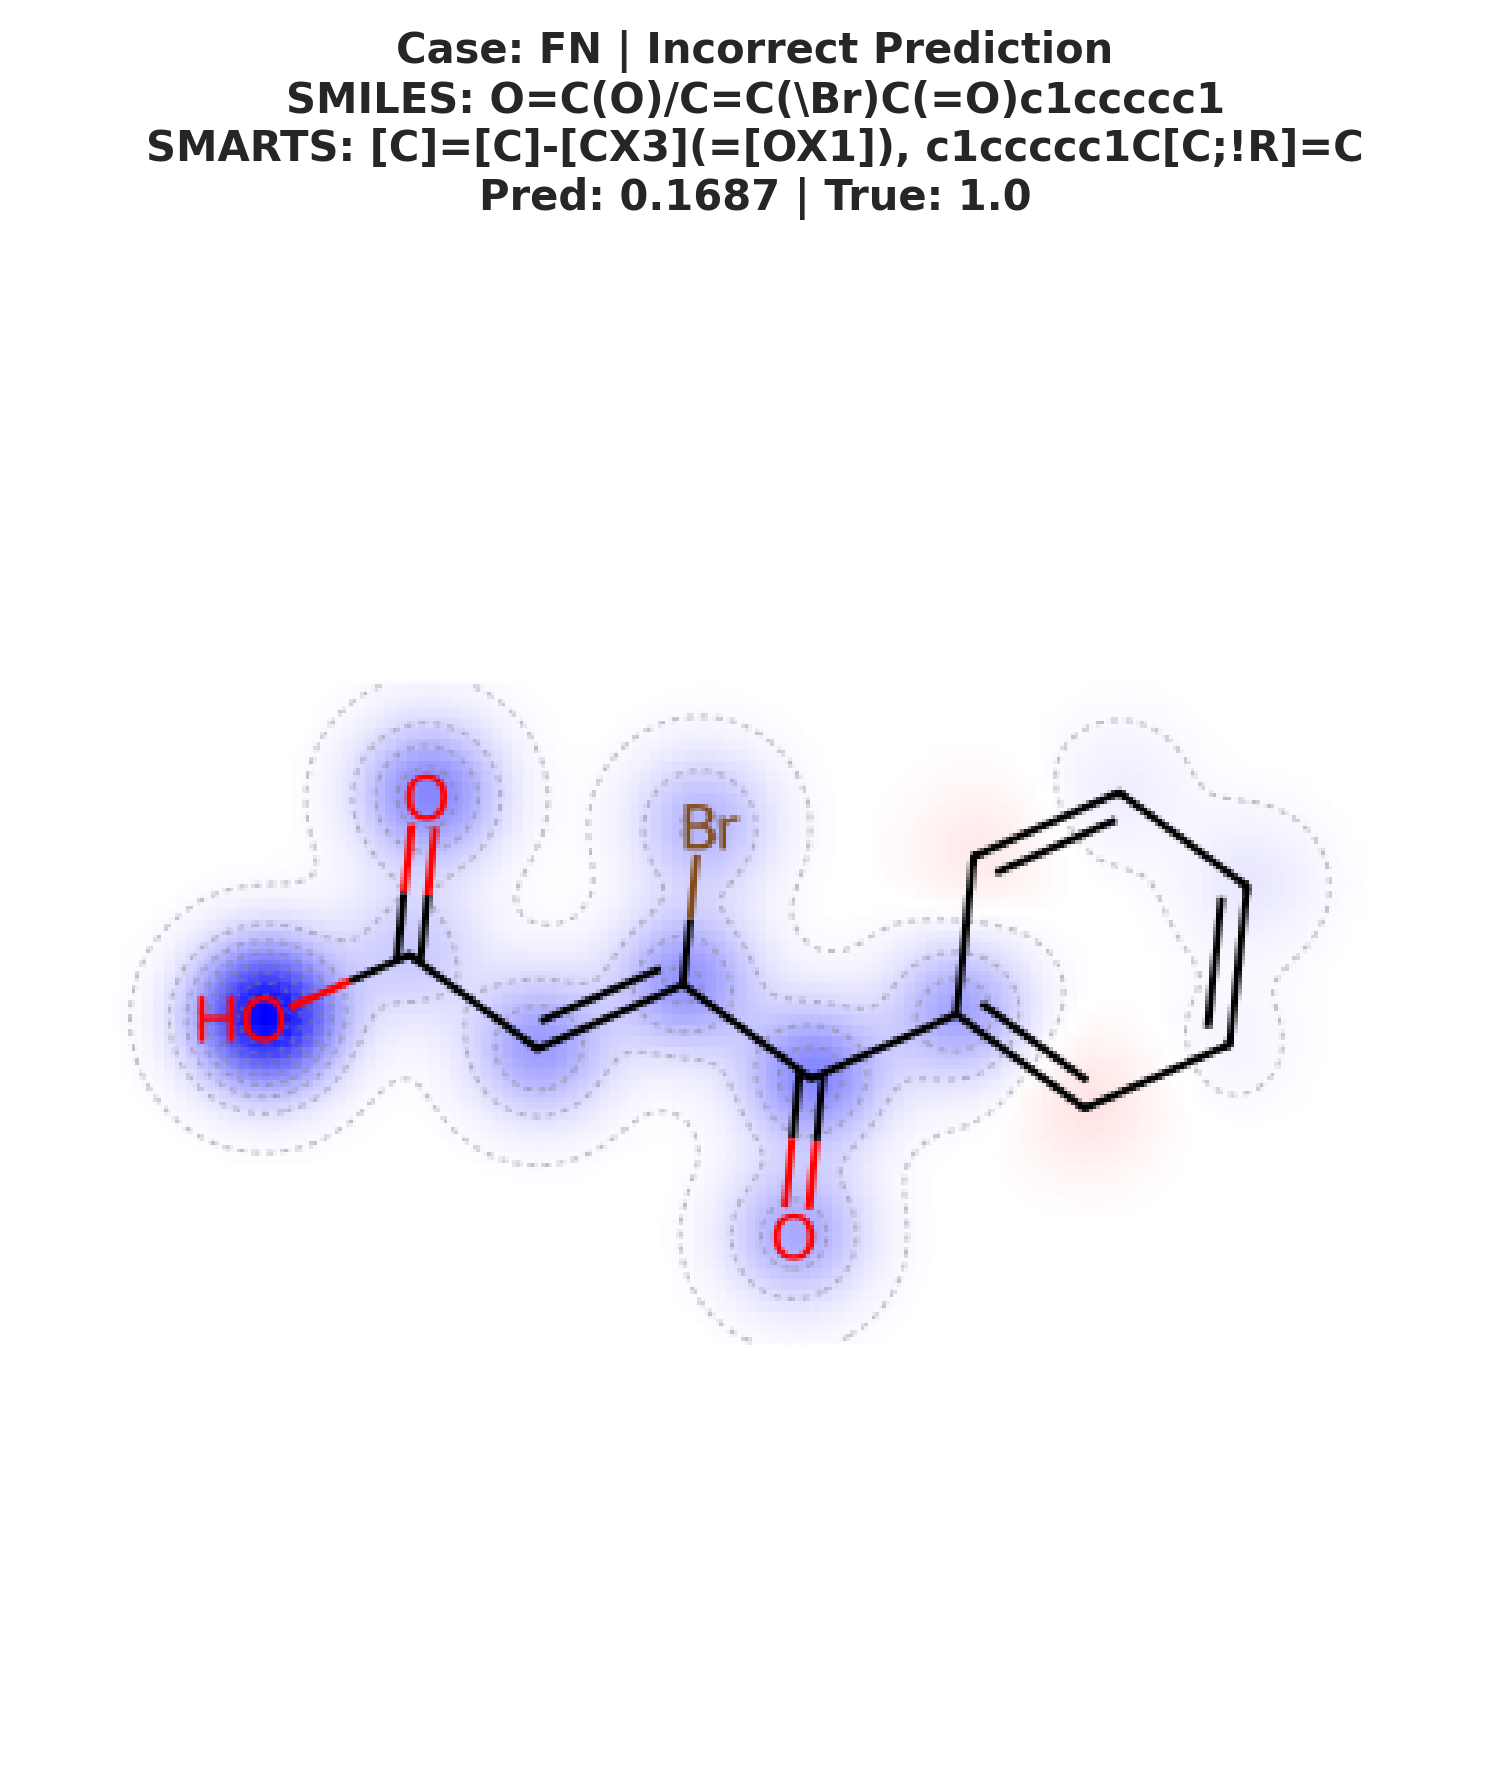 Case: FN | Incorrect Prediction
SMILES: O=C(O)/C=C(\Br)C(=O)c1ccccc1
SMARTS: [C]=[C]-[CX3](=[OX1]), c1ccccc1C[C;!R]=C
Pred: 0.1687 | True: 1.0
O
Br
HO
O